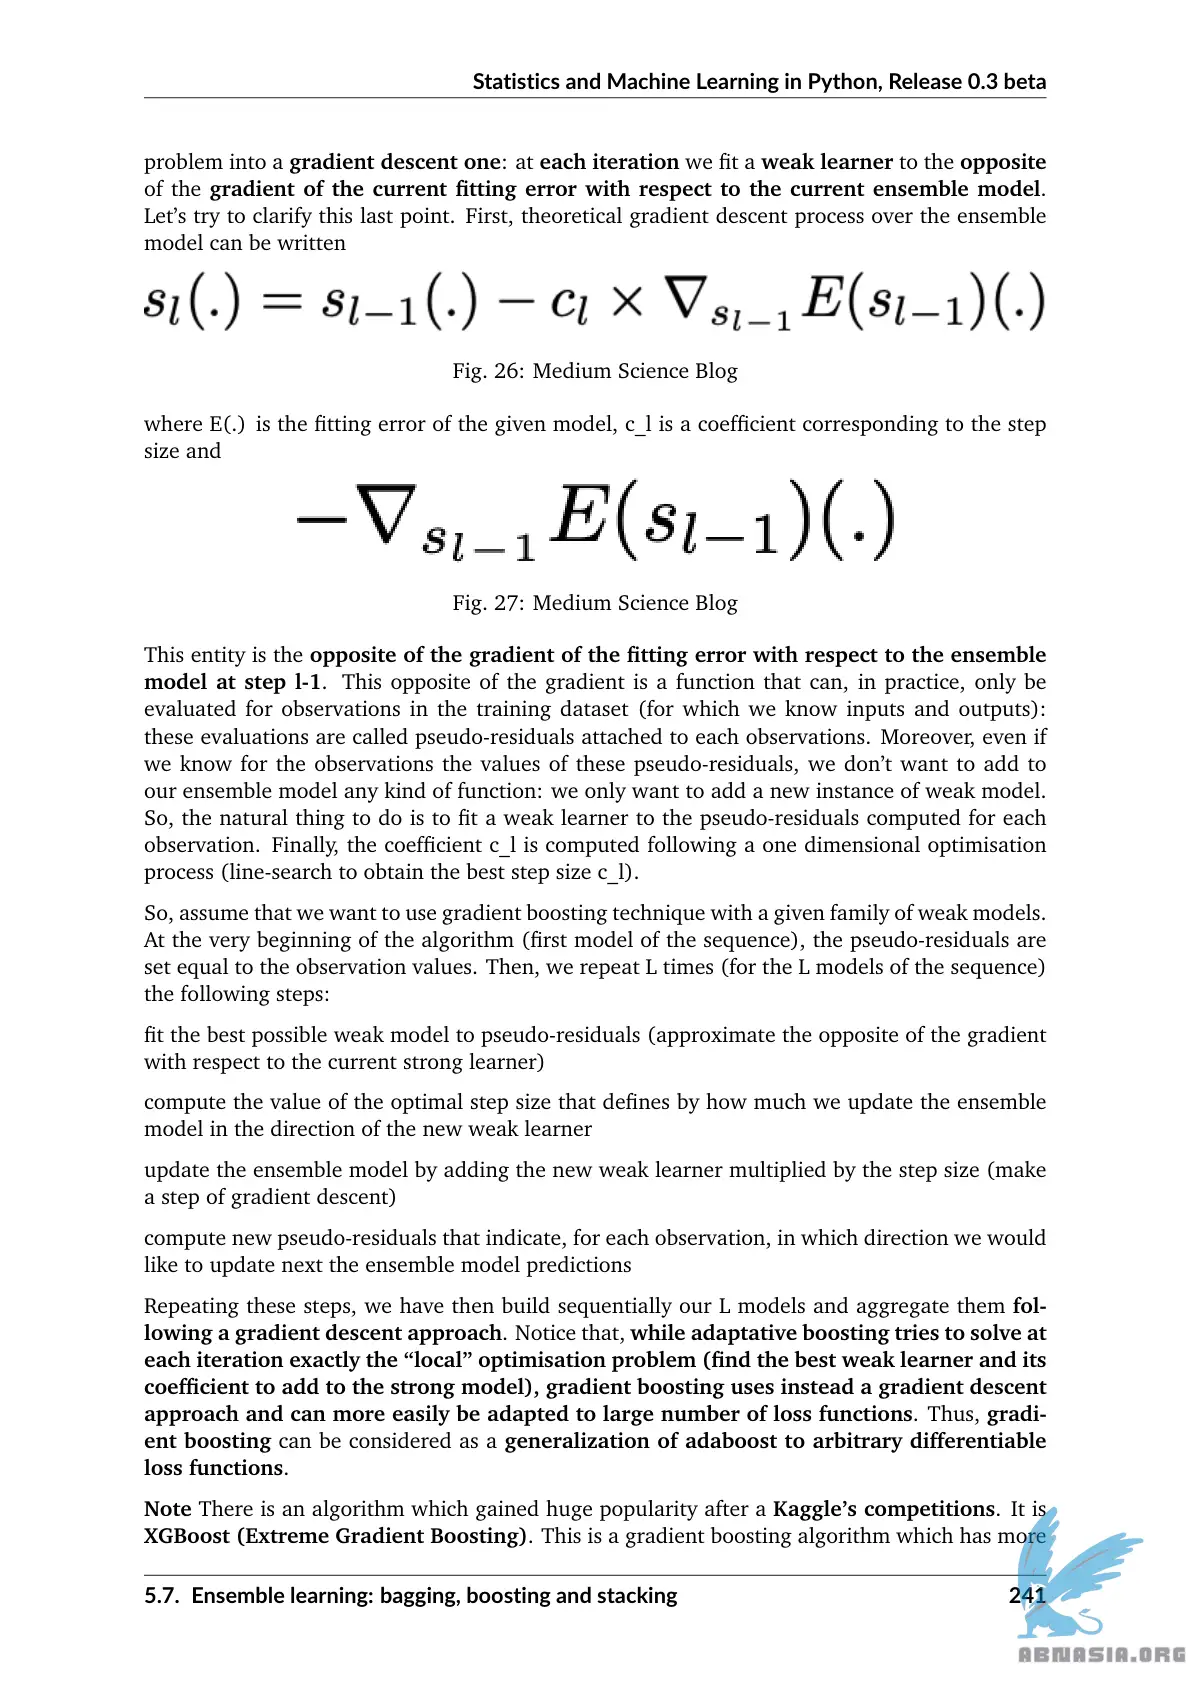 Statistics and Machine Learning in Python, Release 0.3 beta
problem into a gradient descent one: at each iteration we fit a weak learner to the opposite
of the gradient of the current fitting error with respect to the current ensemble model.
Let’s try to clarify this last point. First, theoretical gradient descent process over the ensemble
model can be written
s_l(.) = s_{l−1}(.) − c_l × ∇_{s_{l−1}} E(s_{l−1})(.)
Fig. 26: Medium Science Blog
where E(.) is the fitting error of the given model, c_l is a coefficient corresponding to the step
size and
−∇_{s_{l−1}} E(s_{l−1})(.)
Fig. 27: Medium Science Blog
This entity is the opposite of the gradient of the fitting error with respect to the ensemble
model at step l-1. This opposite of the gradient is a function that can, in practice, only be
evaluated for observations in the training dataset (for which we know inputs and outputs):
these evaluations are called pseudo-residuals attached to each observations. Moreover, even if
we know for the observations the values of these pseudo-residuals, we don’t want to add to
our ensemble model any kind of function: we only want to add a new instance of weak model.
So, the natural thing to do is to fit a weak learner to the pseudo-residuals computed for each
observation. Finally, the coefficient c_l is computed following a one dimensional optimisation
process (line-search to obtain the best step size c_l).
So, assume that we want to use gradient boosting technique with a given family of weak models.
At the very beginning of the algorithm (first model of the sequence), the pseudo-residuals are
set equal to the observation values. Then, we repeat L times (for the L models of the sequence)
the following steps:
fit the best possible weak model to pseudo-residuals (approximate the opposite of the gradient
with respect to the current strong learner)
compute the value of the optimal step size that defines by how much we update the ensemble
model in the direction of the new weak learner
update the ensemble model by adding the new weak learner multiplied by the step size (make
a step of gradient descent)
compute new pseudo-residuals that indicate, for each observation, in which direction we would
like to update next the ensemble model predictions
Repeating these steps, we have then build sequentially our L models and aggregate them fol-
lowing a gradient descent approach. Notice that, while adaptative boosting tries to solve at
each iteration exactly the “local” optimisation problem (find the best weak learner and its
coefficient to add to the strong model), gradient boosting uses instead a gradient descent
approach and can more easily be adapted to large number of loss functions. Thus, gradi-
ent boosting can be considered as a generalization of adaboost to arbitrary differentiable
loss functions.
Note There is an algorithm which gained huge popularity after a Kaggle’s competitions. It is
XGBoost (Extreme Gradient Boosting). This is a gradient boosting algorithm which has more
5.7. Ensemble learning: bagging, boosting and stacking 241
ABNASIA.ORG